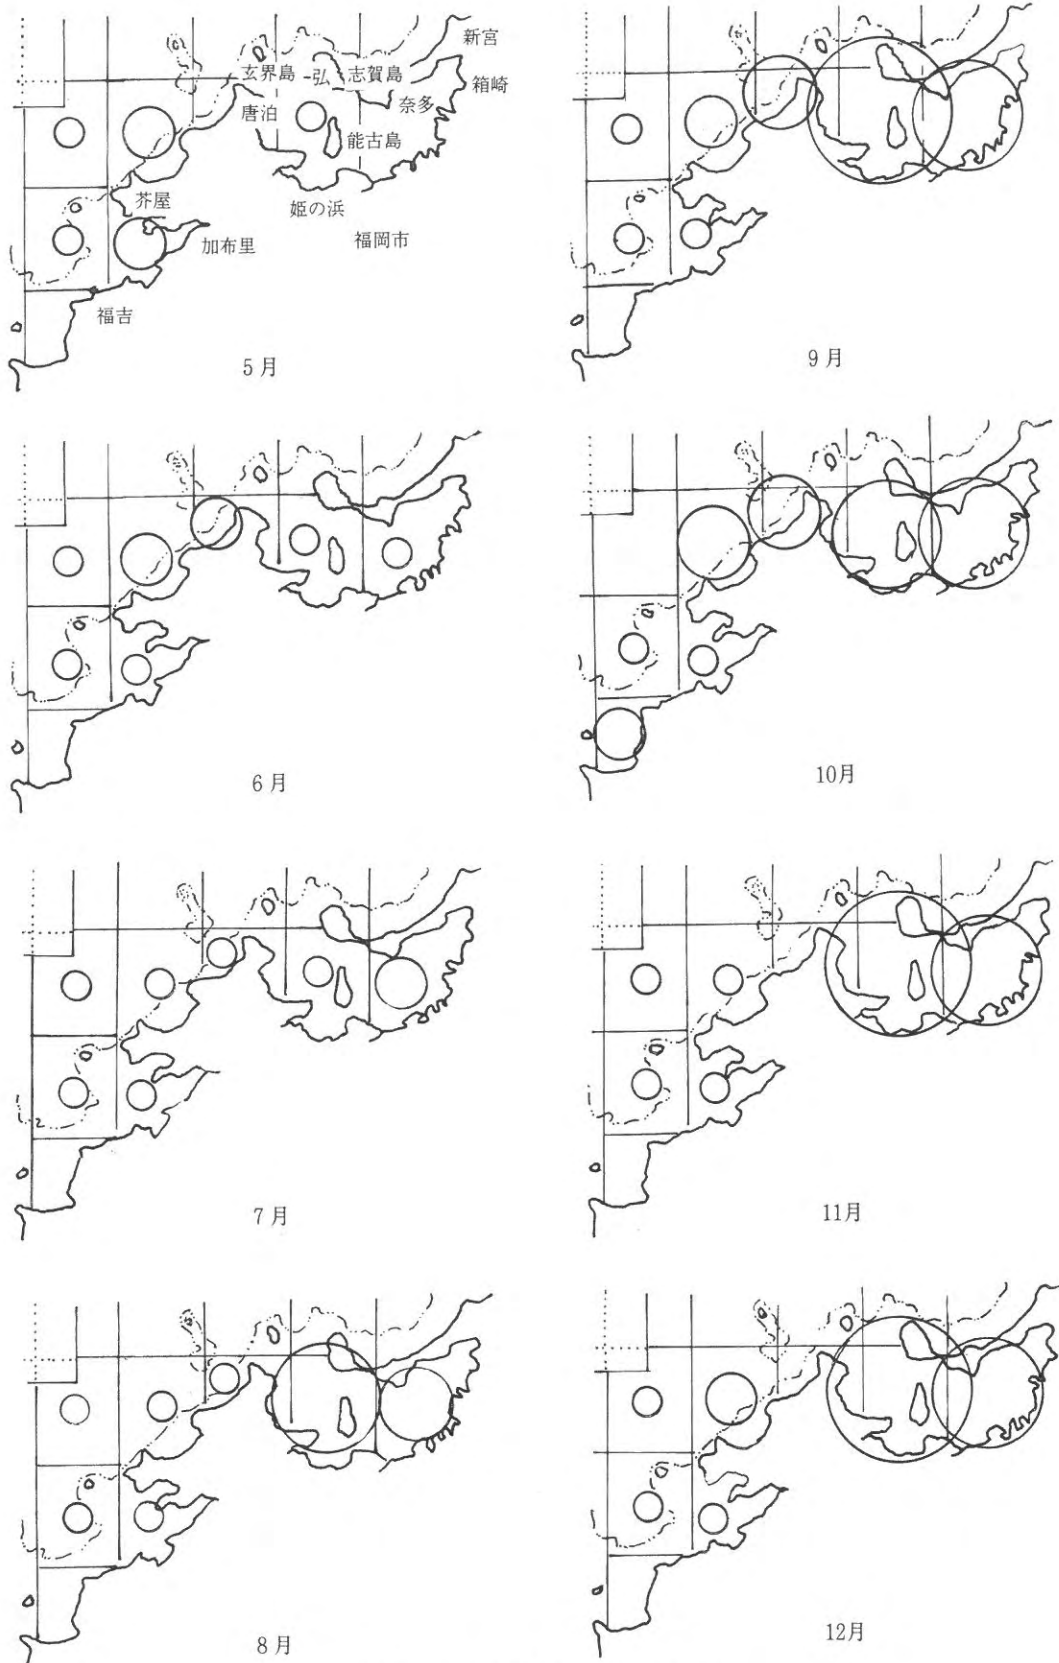 新宮
玄界島
弘
志賀島
箱崎
唐泊
奈多
能古島
芥屋
姫の浜
加布里
福岡市
福吉
5月
9月
6月
10月
7月
11月
8月
12月